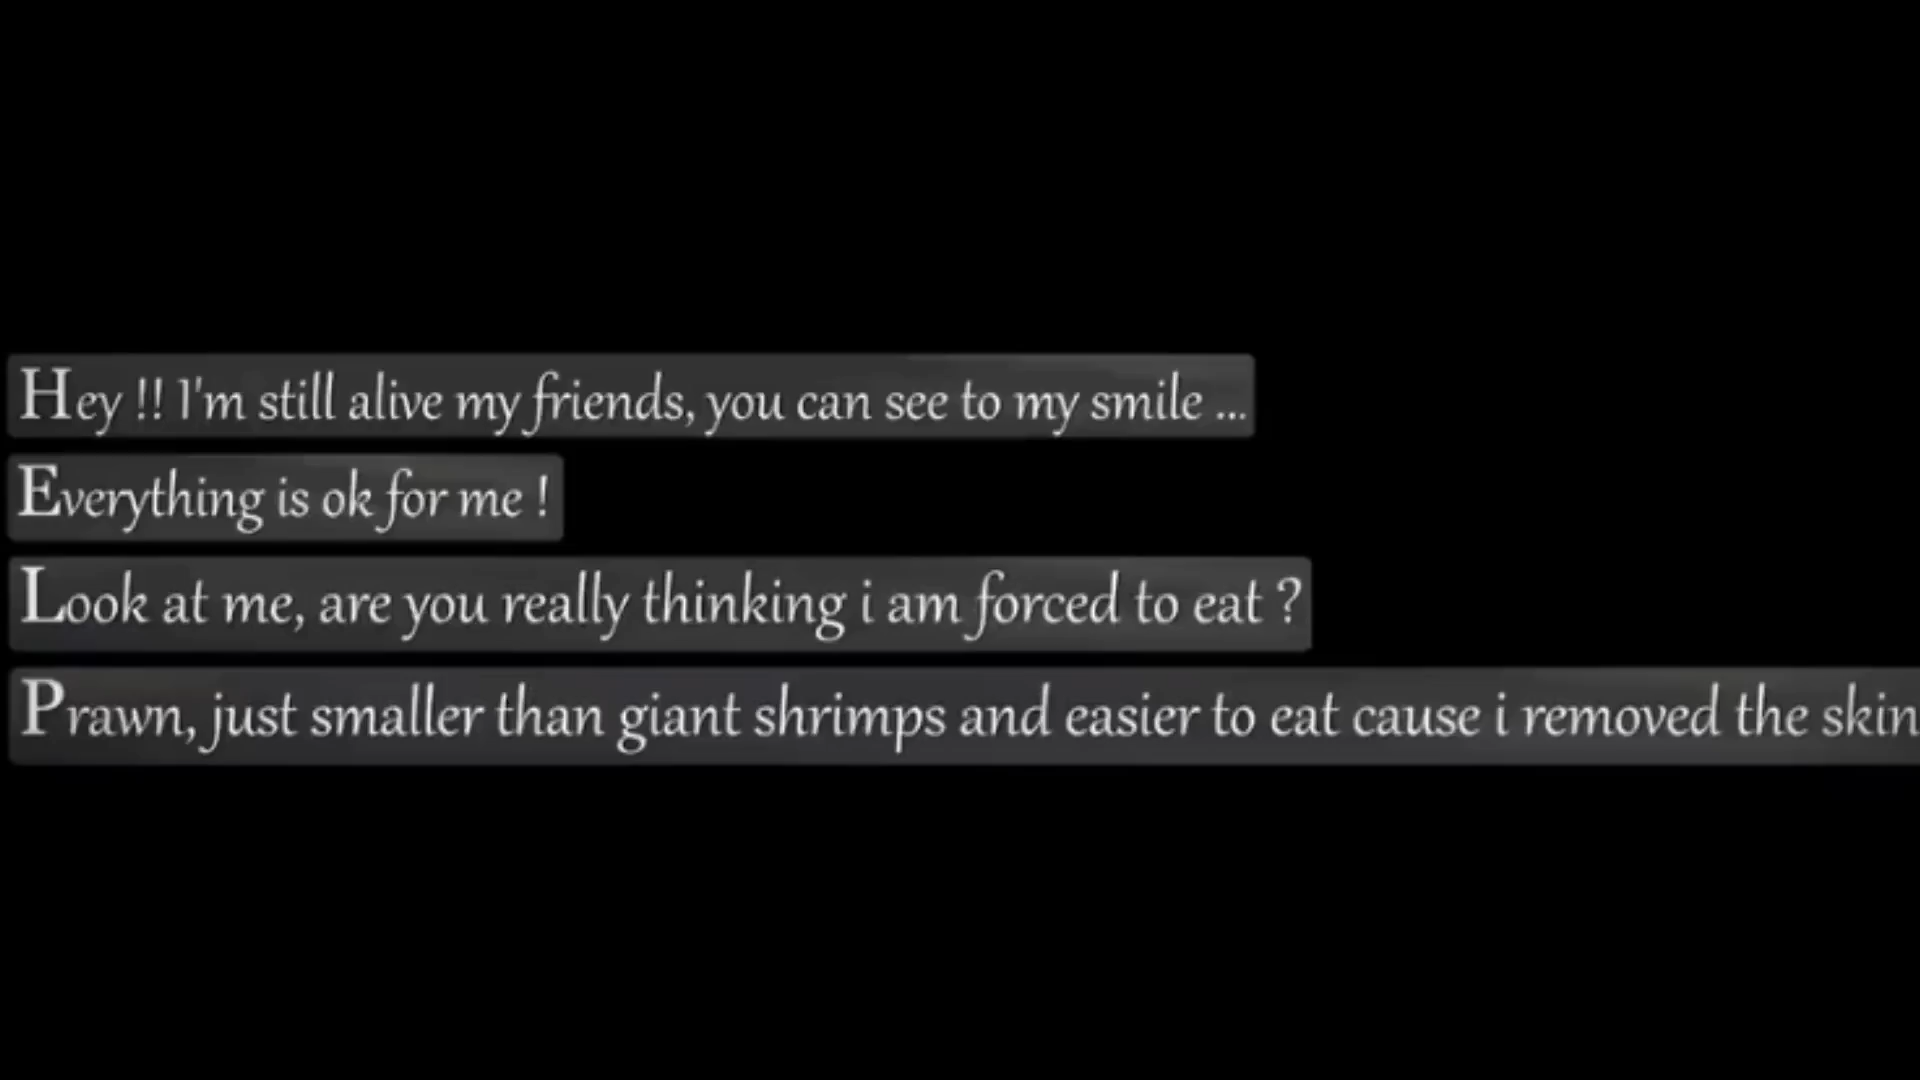 Hey !! I'm still alive my friends, you can see to my smile ...
Everything is ok for me !
Look at me, are you really thinking i am forced to eat ?
Prawn, just smaller than giant shrimps and easier to eat cause i removed the skin